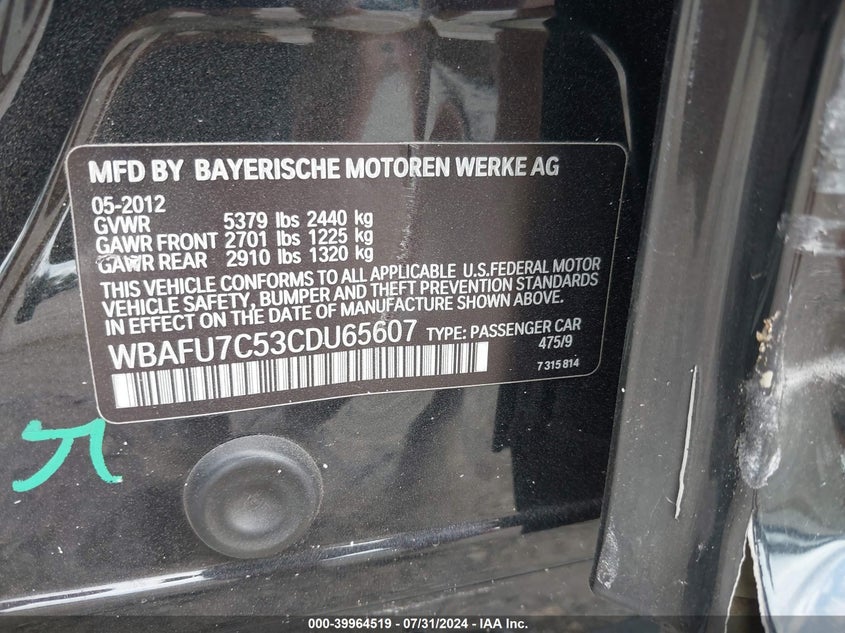 MFD BY BAYERISCHE MOTOREN WERKE AG
05-2012
GVWR 5379 lbs 2440 kg
GAWR FRONT 2701 lbs 1225 kg
GAWR REAR 2910 lbs 1320 kg
THIS VEHICLE CONFORMS TO ALL APPLICABLE U.S.FEDERAL MOTOR
VEHICLE SAFETY, BUMPER AND THEFT PREVENTION STANDARDS
IN EFFECT ON THE DATE OF MANUFACTURE SHOWN ABOVE.
WBAFU7C53CDU65607 TYPE: PASSENGER CAR
475/9
7 315 814
000-39964519 / 07/31/2024 - IAA Inc.